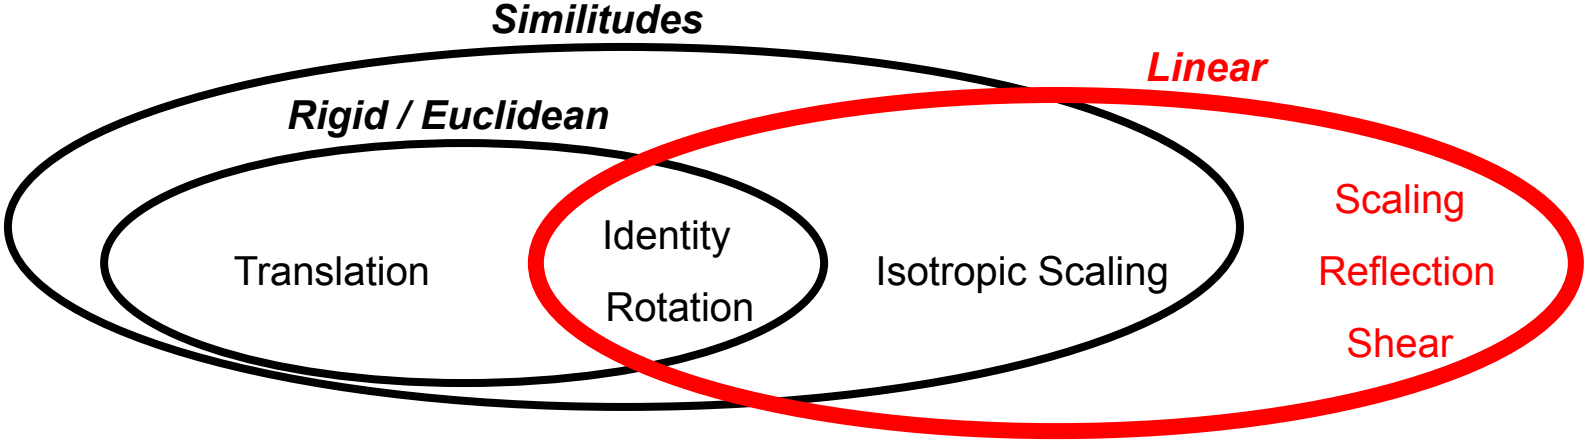 Similitudes
Linear
Rigid / Euclidean
Scaling
Identity
Translation
Isotropic Scaling
Reflection
Rotation
Shear